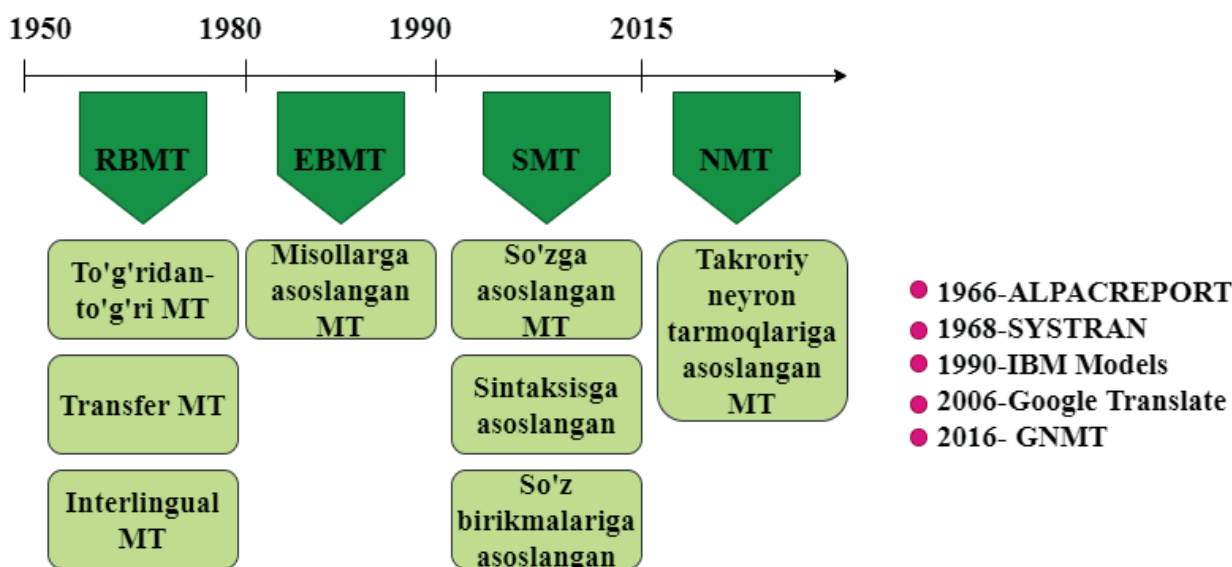 1950 1980 1990 2015
RBMT EBMT SMT NMT
To'g'ridan-
to'g'ri MT
Transfer MT
Interlingual
MT
Misollarga
asoslangan
MT
So'zga
asoslangan
MT
Sintaksisga
asoslangan
So'z
birikmalariga
asoslangan
Takroriy
neyron
tarmoqlariga
asoslangan
MT
1966-ALPACREPORT
1968-SYSTRAN
1990-IBM Models
2006-Google Translate
2016- GNMT